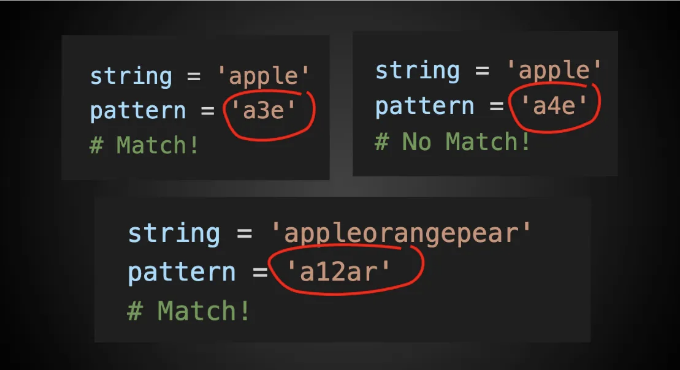 string = 'apple'
pattern = 'a3e'
# Match!
string = 'apple'
pattern = 'a4e'
# No Match!
string = 'appleorangepear'
pattern = 'a12ar'
# Match!